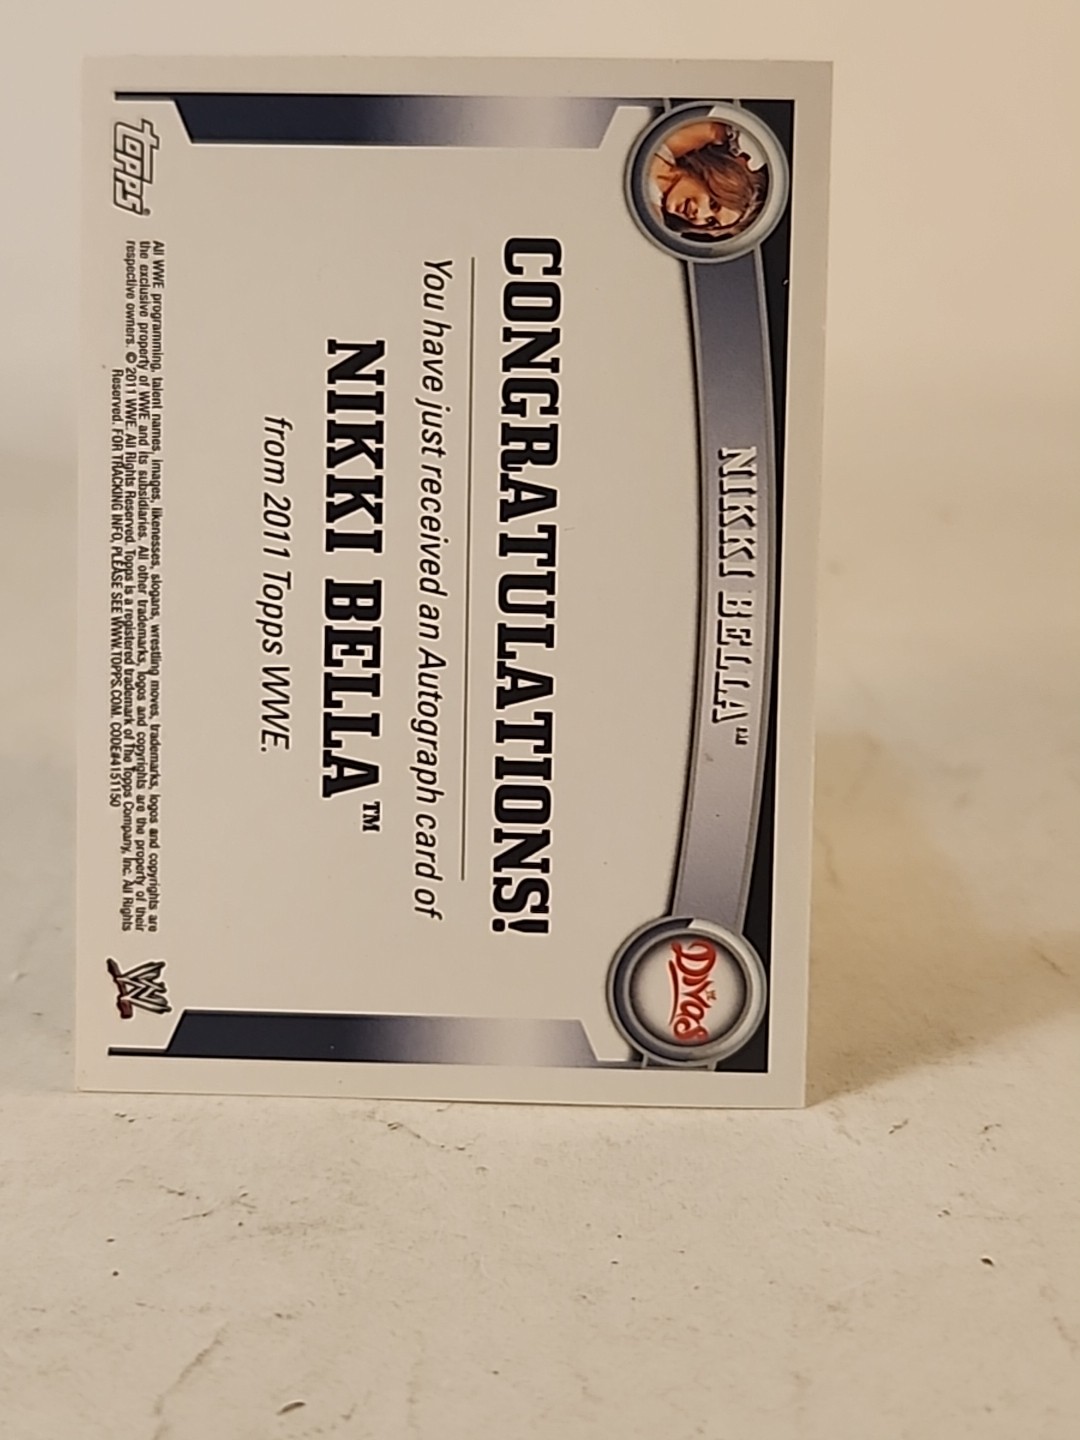 NIKKI BELLA™
Divas
CONGRATULATIONS!
You have just received an Autograph card of
NIKKI BELLA™
from 2011 Topps WWE.
topps®
All WWE programming, talent names, images, likenesses, slogans, wrestling moves, trademarks, logos and copyrights are
the exclusive property of WWE and its subsidiaries. All other trademarks, logos and copyrights are the property of their
respective owners. © 2011 WWE. All Rights Reserved. Topps is a registered trademark of The Topps Company, Inc. All Rights
Reserved. FOR TRACKING INFO, PLEASE SEE WWW.TOPPS.COM. CODE#4151150
W